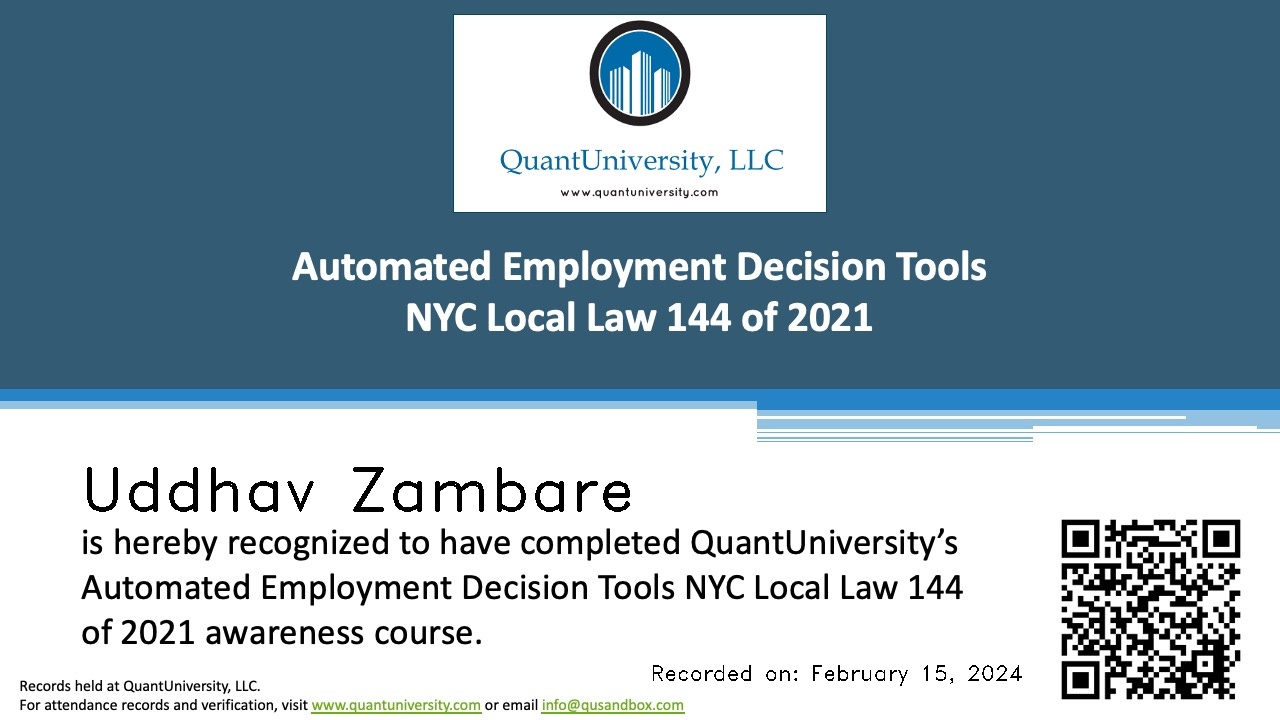 QuantUniversity, LLC
www.quantuniversity.com
Automated Employment Decision Tools
NYC Local Law 144 of 2021
Uddhav Zambare
is hereby recognized to have completed QuantUniversity’s
Automated Employment Decision Tools NYC Local Law 144
of 2021 awareness course.
Recorded on: February 15, 2024
Records held at QuantUniversity, LLC.
For attendance records and verification, visit www.quantuniversity.com or email info@qusandbox.com